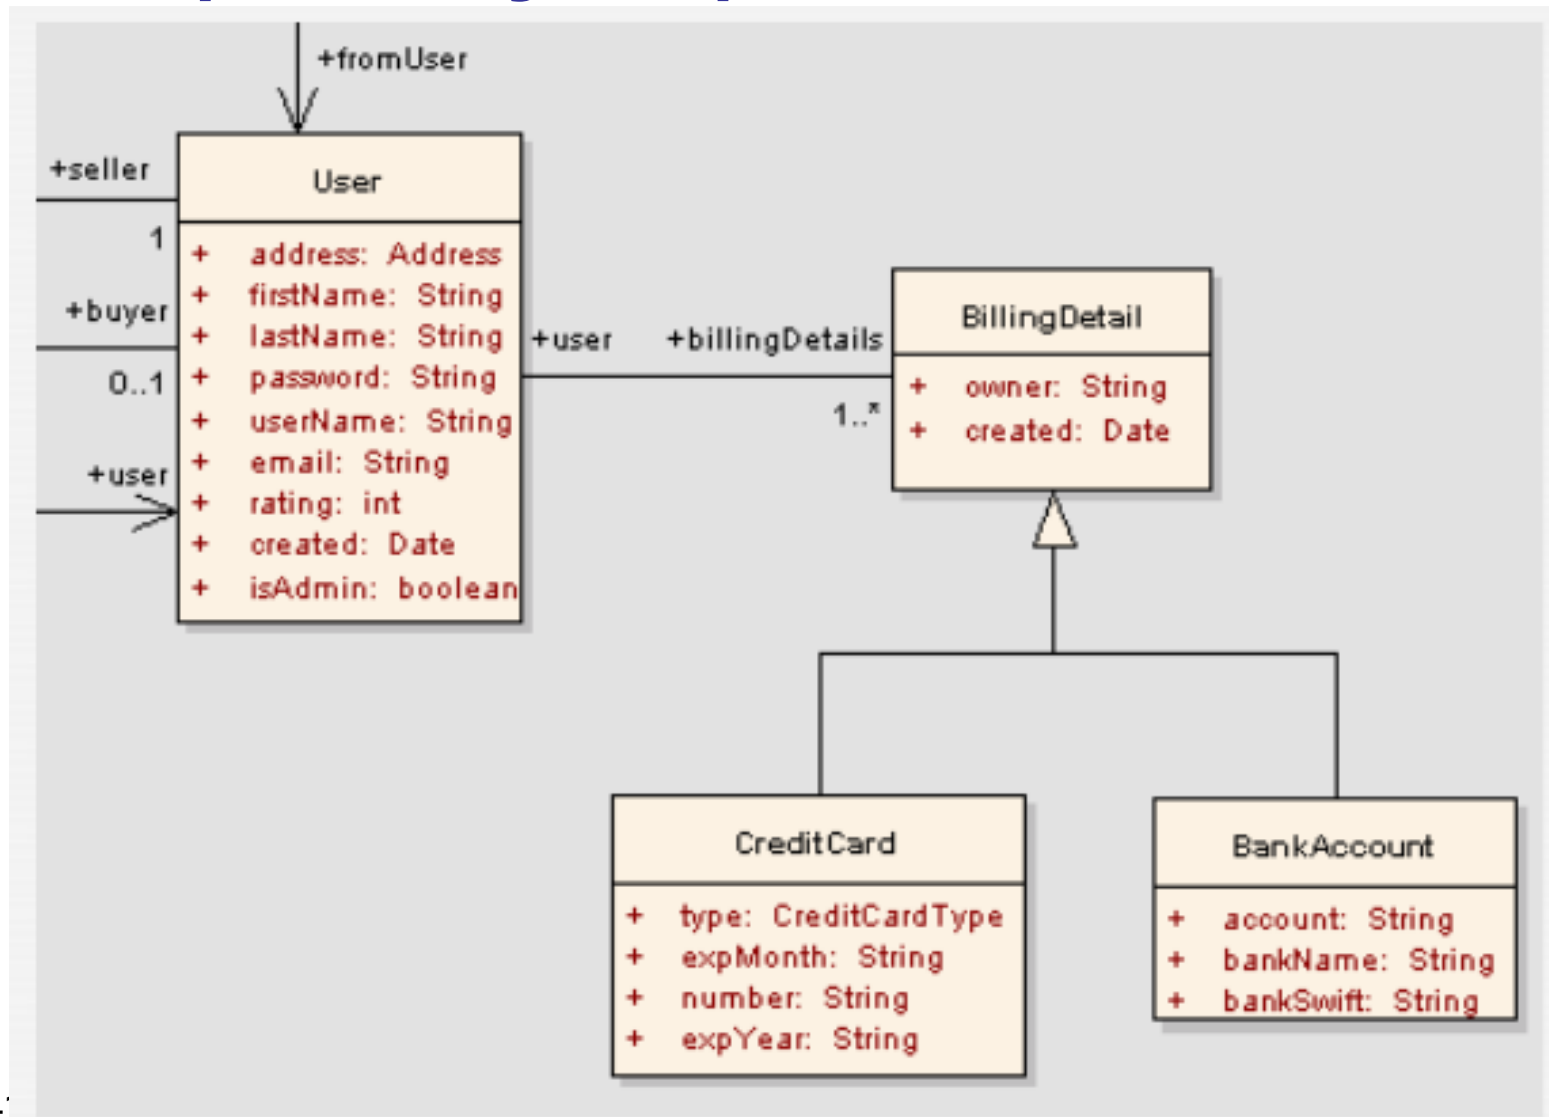 +fromUser
+seller
User
1
+ address: Address
+ firstName: String
+buyer
+ lastName: String
0..1
+ password: String
+ userName: String
+user
+ email: String
+ rating: int
+ created: Date
+ isAdmin: boolean
+user
+billingDetails
1..*
BillingDetail
+ owner: String
+ created: Date
CreditCard
+ type: CreditCardType
+ expMonth: String
+ number: String
+ expYear: String
BankAccount
+ account: String
+ bankName: String
+ bankSwift: String